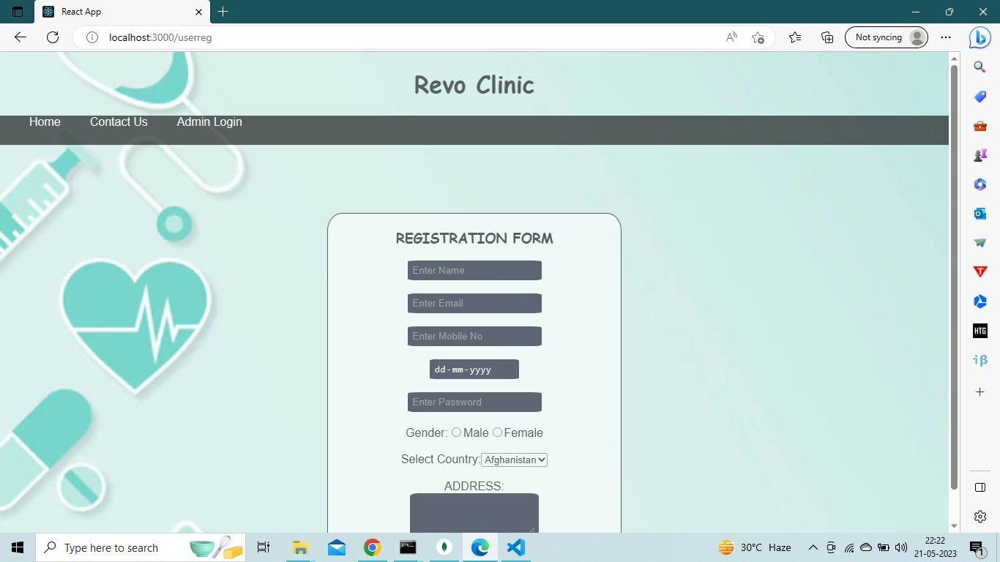 React App
localhost:3000/userreg
Not syncing
Revo Clinic
Home Contact Us Admin Login
REGISTRATION FORM
Enter Name
Enter Email
Enter Mobile No
dd-mm-yyyy
Enter Password
Gender: Male Female
Select Country: Afghanistan
ADDRESS:
HTG
iβ
Type here to search
30°C Haze
22:22
21-05-2023
1